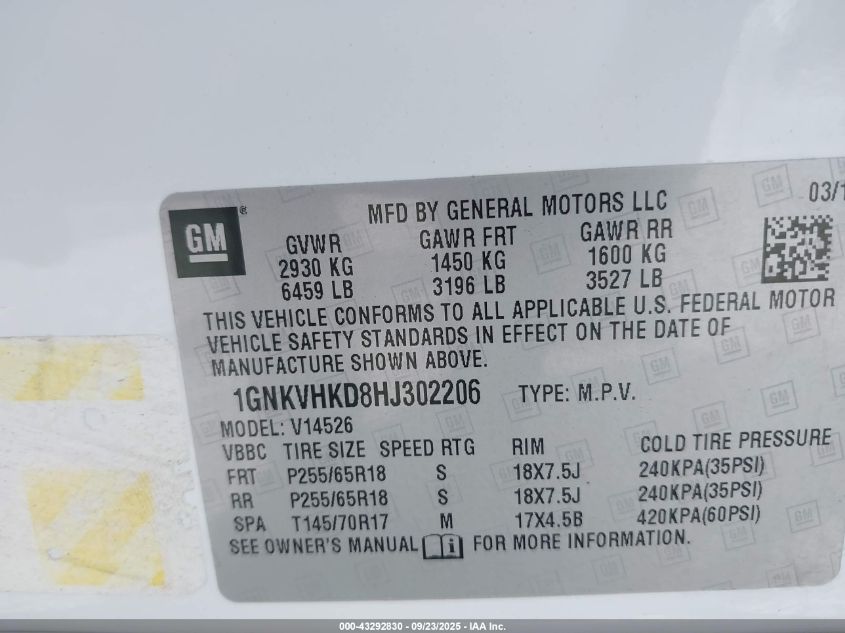 GM ® MFD BY GENERAL MOTORS LLC 03/1
GVWR GAWR FRT GAWR RR
2930 KG 1450 KG 1600 KG
6459 LB 3196 LB 3527 LB
THIS VEHICLE CONFORMS TO ALL APPLICABLE U.S. FEDERAL MOTOR
VEHICLE SAFETY STANDARDS IN EFFECT ON THE DATE OF
MANUFACTURE SHOWN ABOVE.
1GNKVHKD8HJ302206 TYPE: M.P.V.
MODEL: V14526
VBBC TIRE SIZE SPEED RTG RIM COLD TIRE PRESSURE
FRT P255/65R18 S 18X7.5J 240KPA(35PSI)
RR P255/65R18 S 18X7.5J 240KPA(35PSI)
SPA T145/70R17 M 17X4.5B 420KPA(60PSI)
SEE OWNER'S MANUAL i FOR MORE INFORMATION.
000-43292830 - 09/23/2025 - IAA Inc.